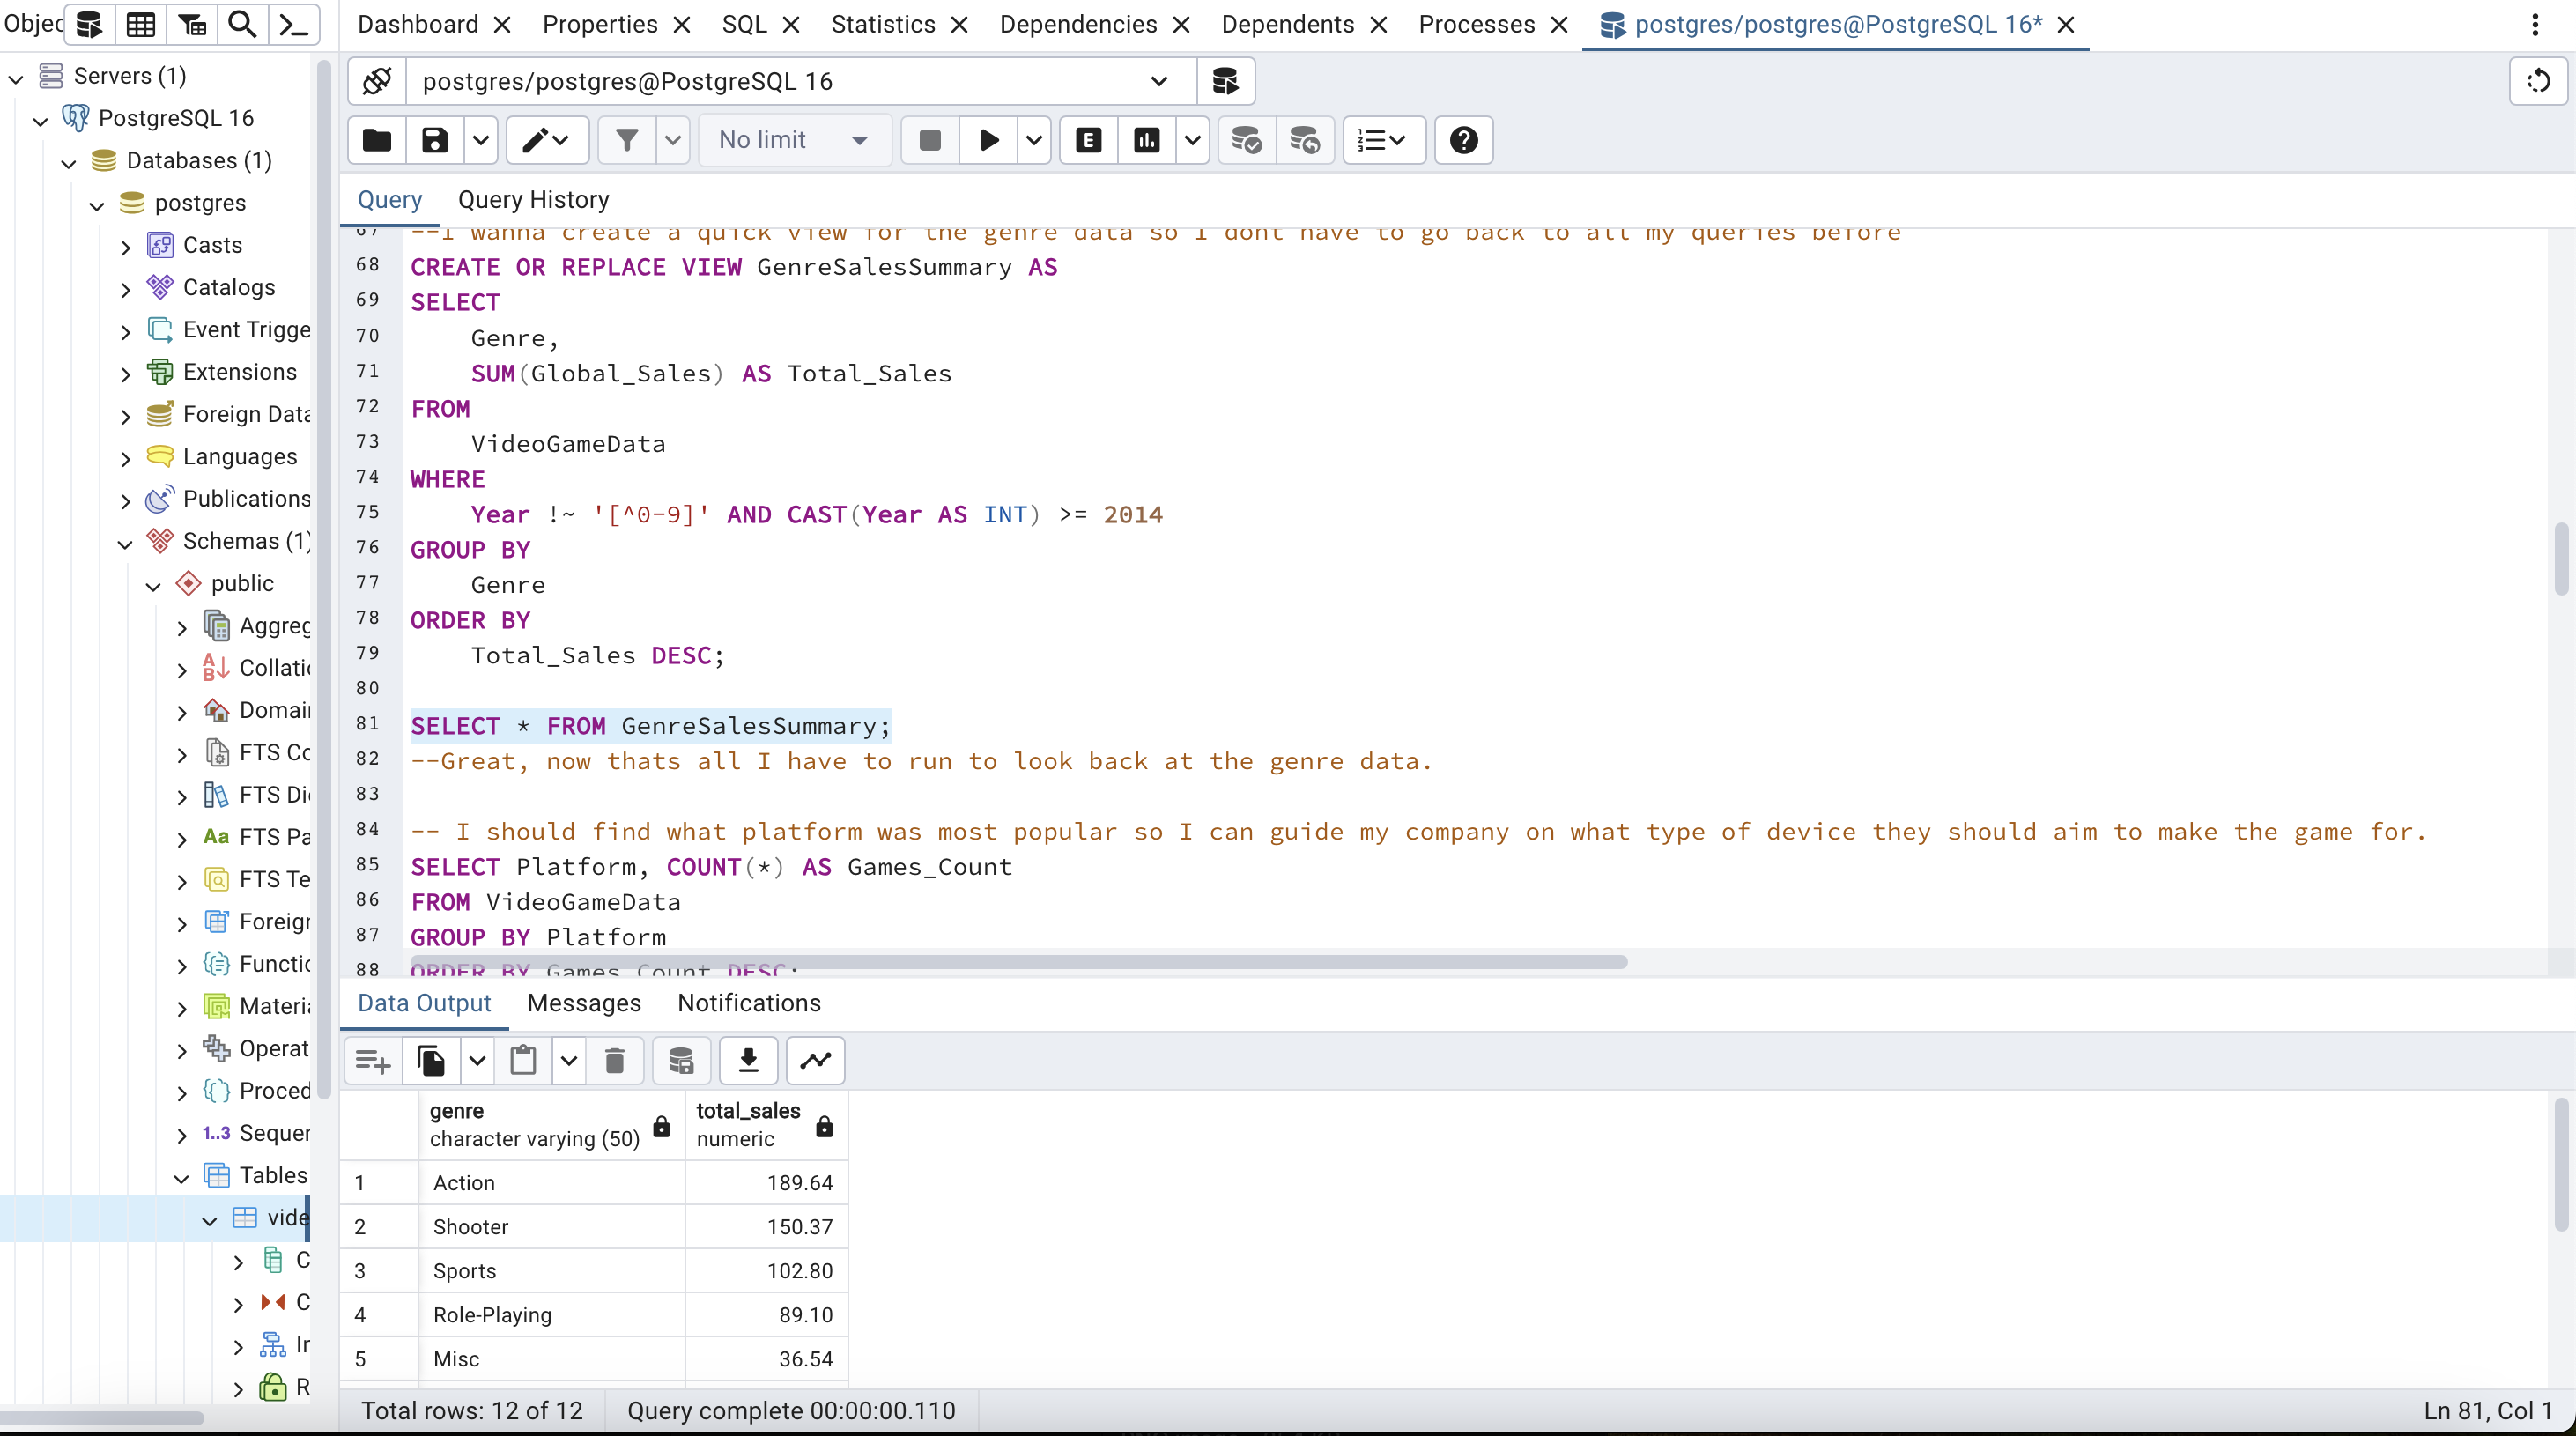 Objec
Dashboard
Properties
SQL
Statistics
Dependencies
Dependents
Processes
postgres/postgres@PostgreSQL 16*
Servers (1)
PostgreSQL 16
Databases (1)
postgres
Casts
Catalogs
Event Trigge
Extensions
Foreign Data
Languages
Publications
Schemas (1)
public
Aggreg
Collatio
Domai
FTS Co
FTS Di
Aa FTS Pa
FTS Te
Foreign
Functio
Materia
Operat
Proced
1..3 Sequen
Tables
vide
C
C
In
R
postgres/postgres@PostgreSQL 16
No limit
E
Query
Query History
67 --I wanna create a quick view for the genre data so I dont have to go back to all my queries before
68 CREATE OR REPLACE VIEW GenreSalesSummary AS
69 SELECT
70 Genre,
71 SUM(Global_Sales) AS Total_Sales
72 FROM
73 VideoGameData
74 WHERE
75 Year !~ '[^0-9]' AND CAST(Year AS INT) >= 2014
76 GROUP BY
77 Genre
78 ORDER BY
79 Total_Sales DESC;
80
81 SELECT * FROM GenreSalesSummary;
82 --Great, now thats all I have to run to look back at the genre data.
83
84 -- I should find what platform was most popular so I can guide my company on what type of device they should aim to make the game for.
85 SELECT Platform, COUNT(*) AS Games_Count
86 FROM VideoGameData
87 GROUP BY Platform
88 ORDER BY Games_Count DESC;
Data Output
Messages
Notifications
genre
character varying (50)
total_sales
numeric
1 Action 189.64
2 Shooter 150.37
3 Sports 102.80
4 Role-Playing 89.10
5 Misc 36.54
Total rows: 12 of 12
Query complete 00:00:00.110
Ln 81, Col 1